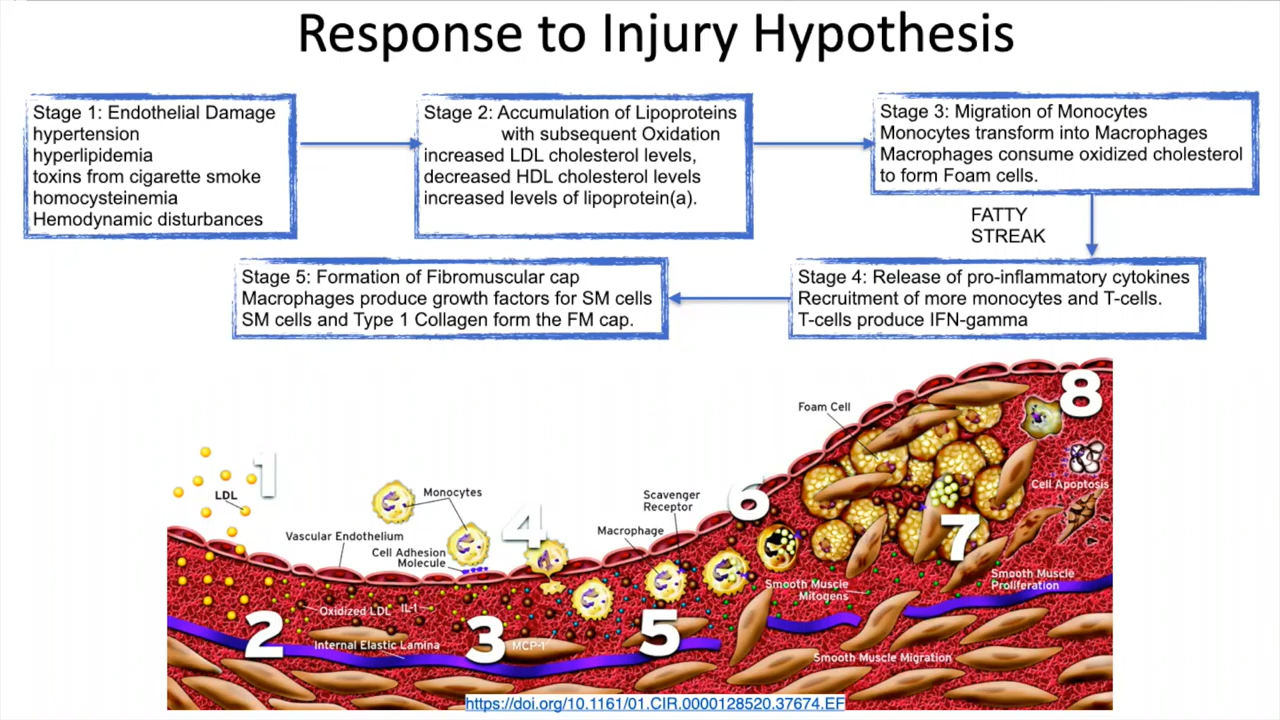 Response to Injury Hypothesis
Stage 1: Endothelial Damage
hypertension
hyperlipidemia
toxins from cigarette smoke
homocysteinemia
Hemodynamic disturbances
Stage 2: Accumulation of Lipoproteins
with subsequent Oxidation
increased LDL cholesterol levels,
decreased HDL cholesterol levels
increased levels of lipoprotein(a).
Stage 3: Migration of Monocytes
Monocytes transform into Macrophages
Macrophages consume oxidized cholesterol
to form Foam cells.
FATTY
STREAK
Stage 4: Release of pro-inflammatory cytokines
Recruitment of more monocytes and T-cells.
T-cells produce IFN-gamma
Stage 5: Formation of Fibromuscular cap
Macrophages produce growth factors for SM cells
SM cells and Type 1 Collagen form the FM cap.
1
LDL
Vascular Endothelium
Monocytes
Cell Adhesion
Molecule
4
Macrophage
Scavenger
Receptor
6
Foam Cell
8
Cell Apoptosis
7
Smooth Muscle
Mitogens
Smooth Muscle
Proliferation
2
Oxidized LDL
IL-1
Internal Elastic Lamina
3
MCP-1
5
Smooth Muscle Migration
https://doi.org/10.1161/01.CIR.0000128520.37674.EF